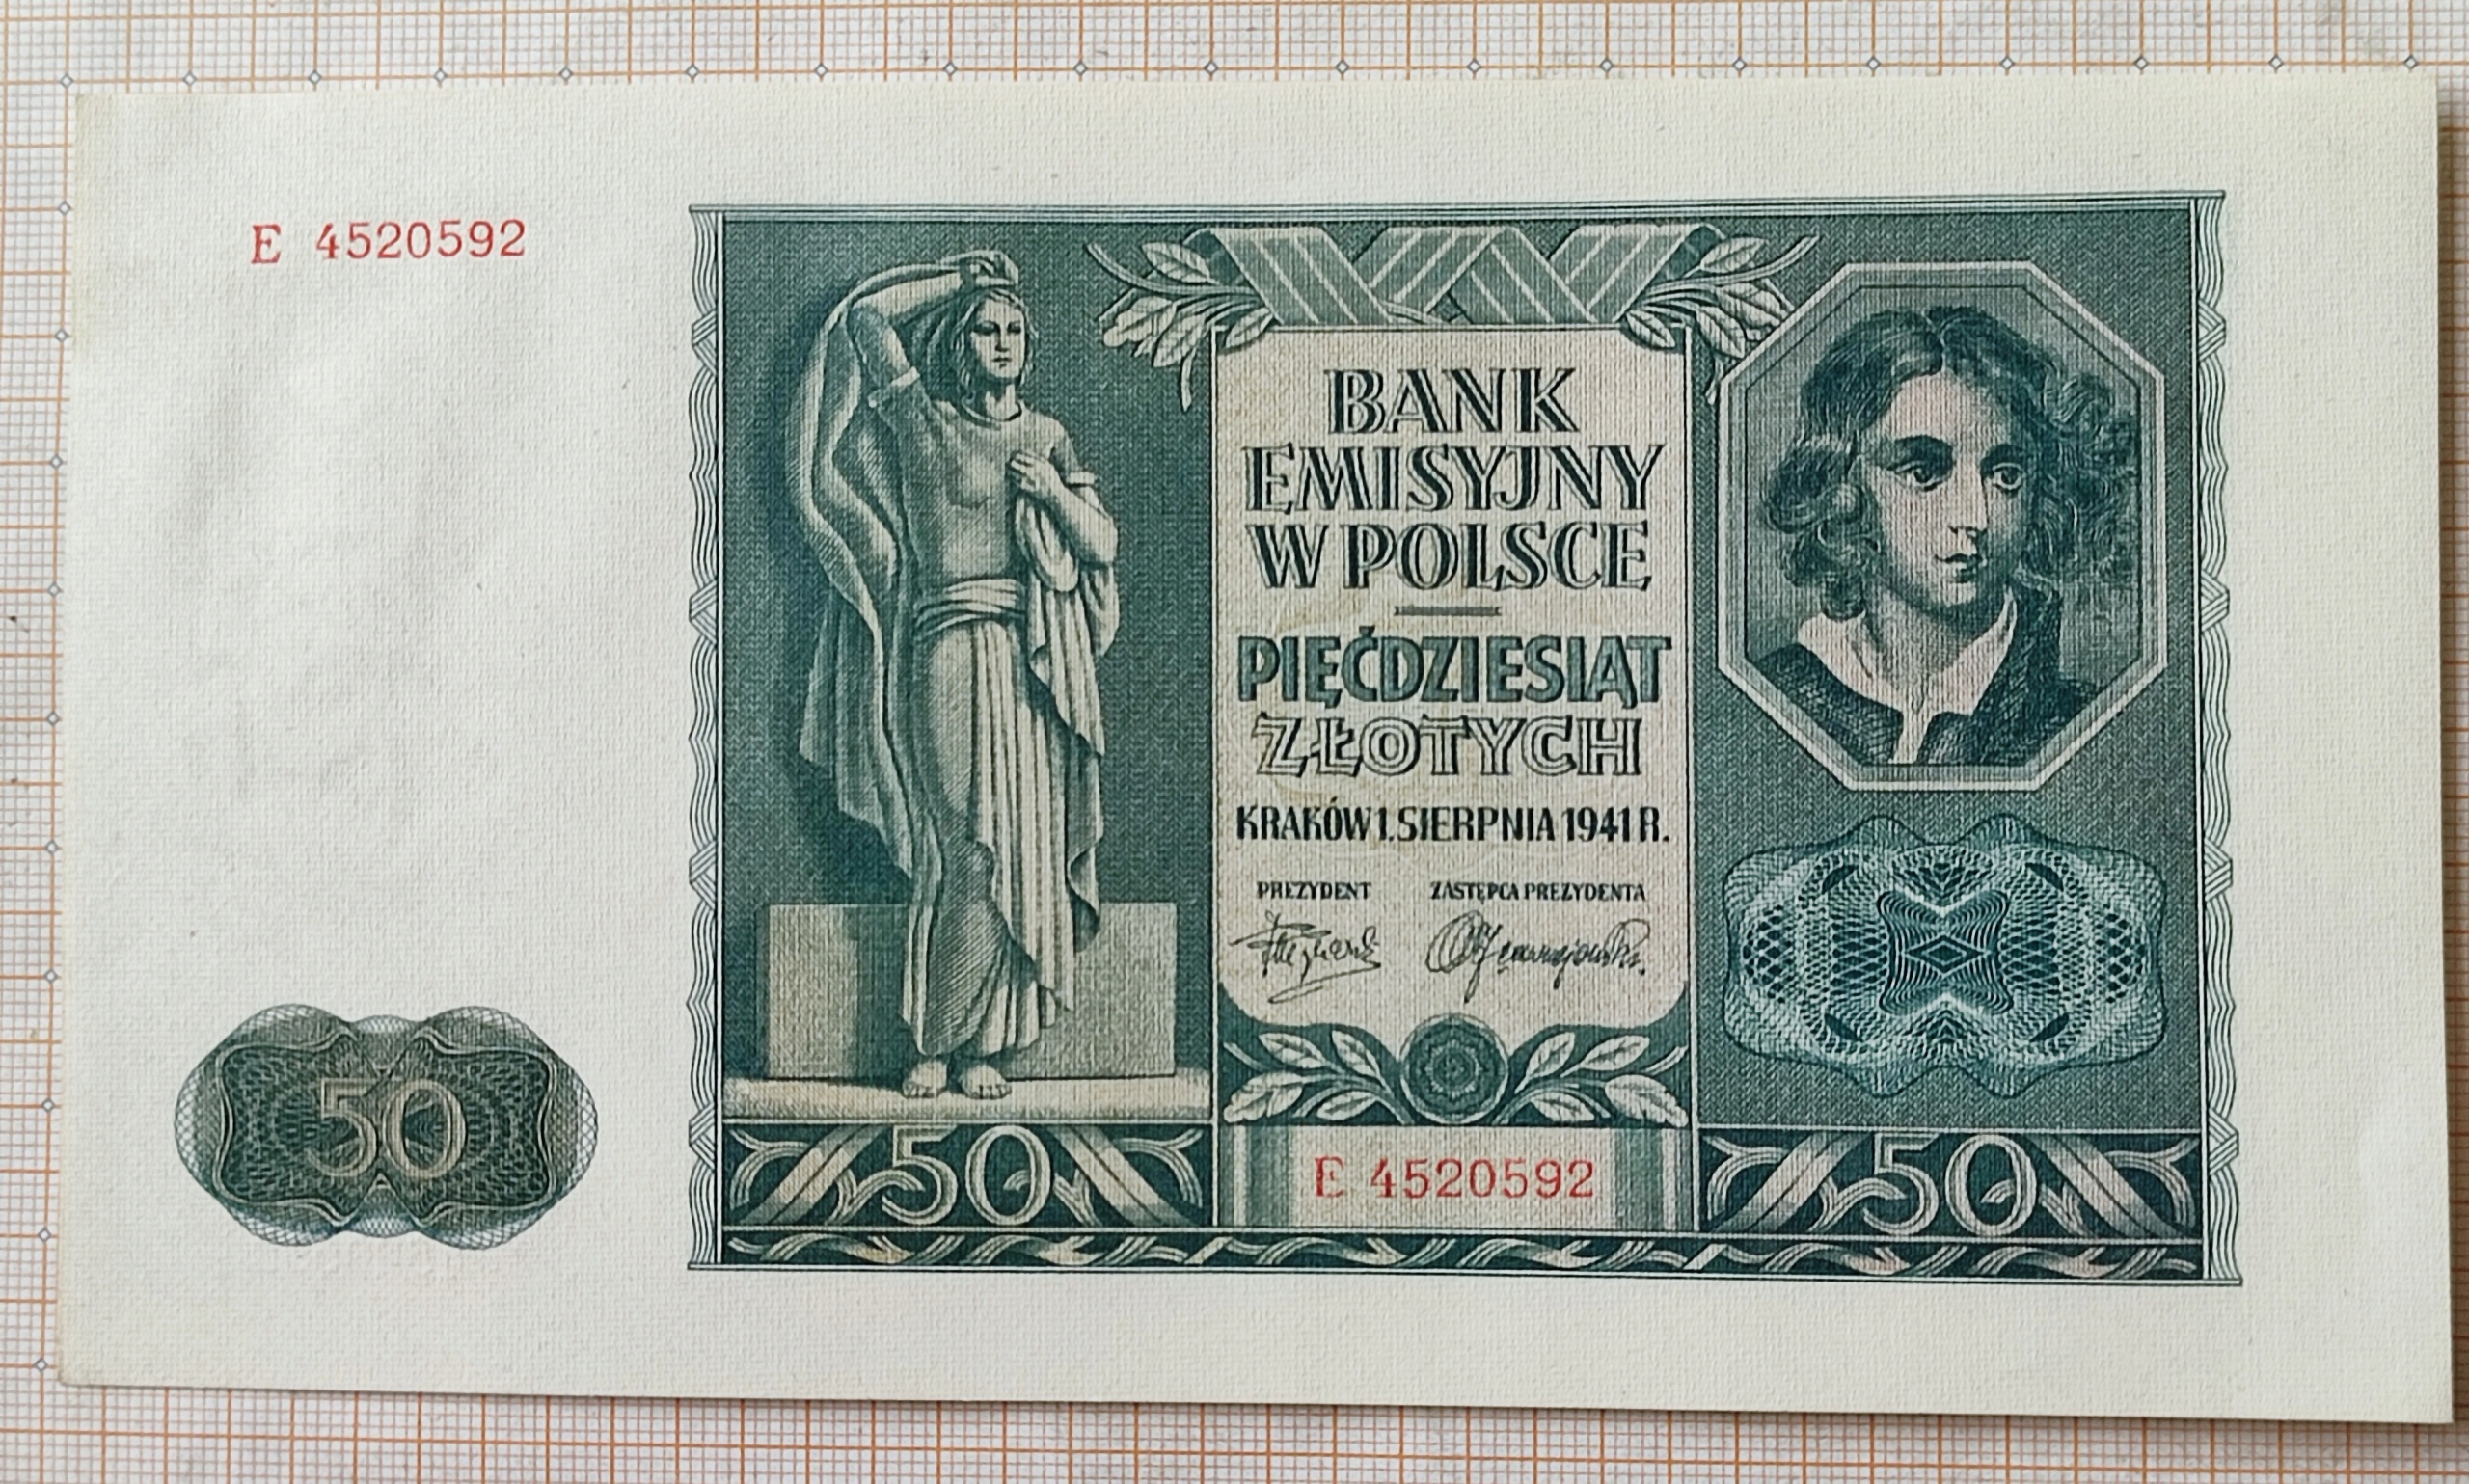 E 4520592
BANK
EMISYJNY
W POLSCE
PIĘĆDZIESIĄT
ZŁOTYCH
KRAKÓW 1. SIERPNIA 1941 R.
PREZYDENT ZASTĘPCA PREZYDENTA
50
50
E 4520592
50